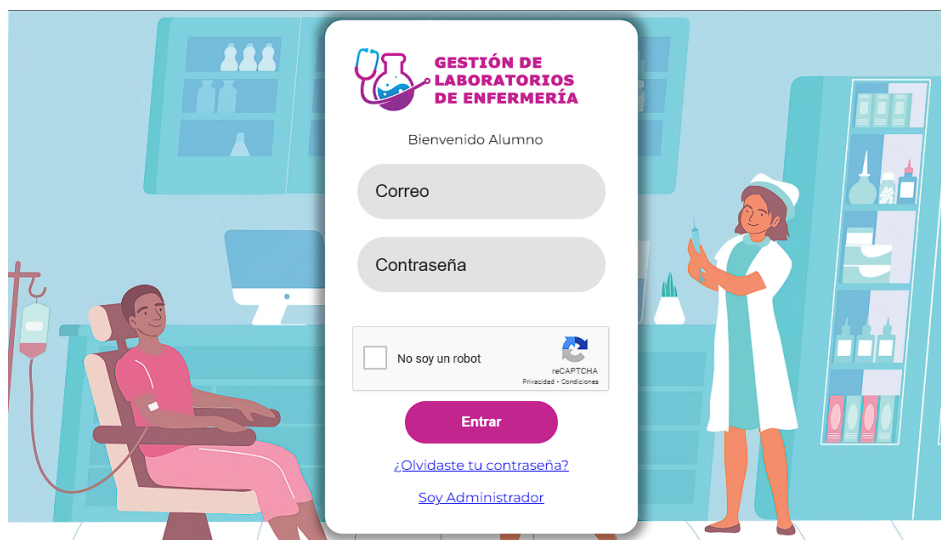 GESTIÓN DE
LABORATORIOS
DE ENFERMERÍA
Bienvenido Alumno
Correo
Contraseña
No soy un robot
reCAPTCHA
Privacidad - Condiciones
Entrar
¿Olvidaste tu contraseña?
Soy Administrador